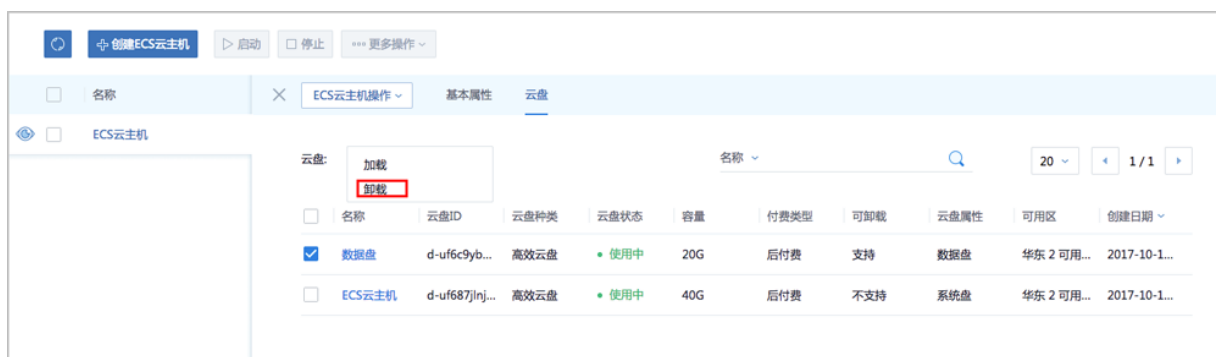 创建ECS云主机 启动 停止 更多操作
名称 ECS云主机操作 基本属性 云盘
ECS云主机
云盘: 加载 名称 20 1/1
卸载
名称 云盘ID 云盘种类 云盘状态 容量 付费类型 可卸载 云盘属性 可用区 创建日期
数据盘 d-uf6c9yb... 高效云盘 使用中 20G 后付费 支持 数据盘 华东 2 可用... 2017-10-1...
ECS云主机 d-uf687jlnj... 高效云盘 使用中 40G 后付费 不支持 系统盘 华东 2 可用... 2017-10-1...